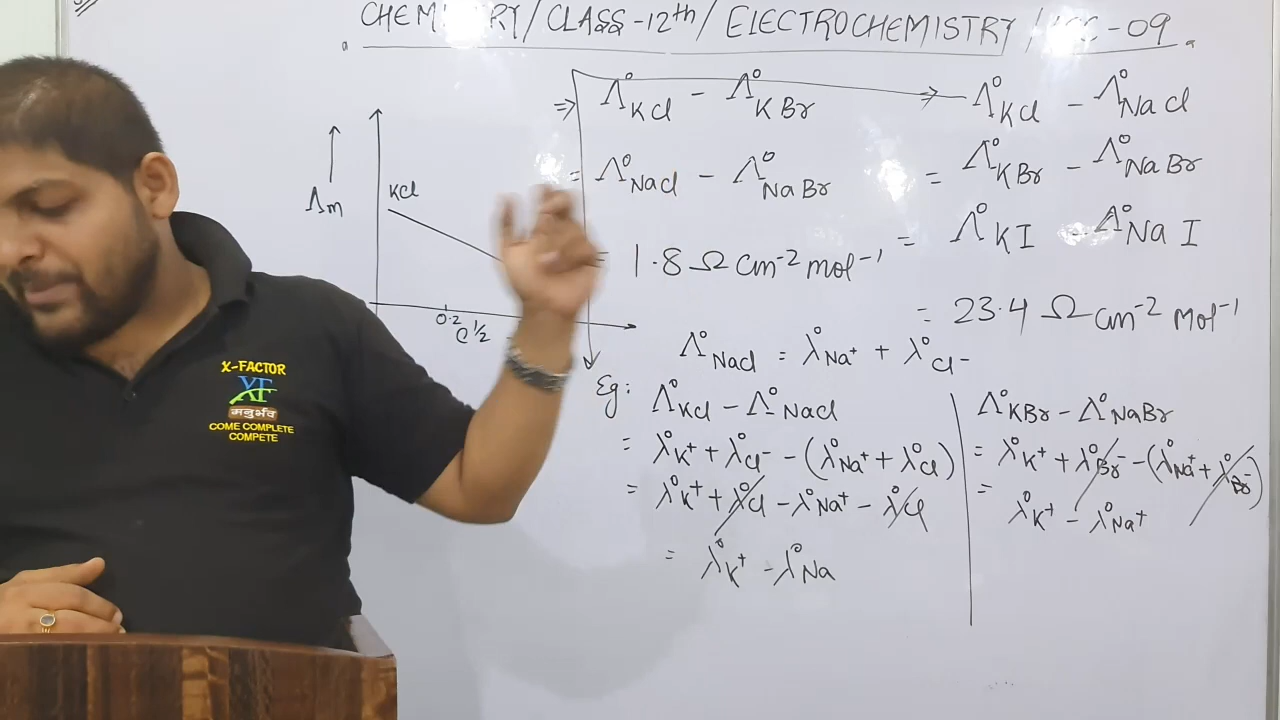 CHEM RY/CLASS-12th/ELECTROCHEMISTRY/ -09
⇒ Λ°KCl - Λ°KBr
= Λ°NaCl - Λ°NaBr
= 1.8 Ω cm⁻² mol⁻¹
⇒ Λ°KCl - Λ°NaCl
= Λ°KBr - Λ°NaBr
= Λ°KI - Λ°NaI
= 23.4 Ω cm⁻² mol⁻¹
Λm
KCl
0.2
C 1/2
Λ°NaCl = λ°Na⁺ + λ°Cl⁻
Eg: Λ°KCl - Λ°NaCl
= λ°K⁺ + λ°Cl⁻ - (λ°Na⁺ + λ°Cl)
= λ°K⁺ + λ°Cl - λ°Na⁺ - λ°Cl
= λ°K⁺ - λ°Na
Λ°KBr - Λ°NaBr
= λ°K⁺ + λ°Br⁻ - (λ°Na⁺ + λ°Br⁻)
= λ°K⁺ - λ°Na⁺
X-FACTOR
XF
मनुर्भव
COME COMPLETE
COMPETE